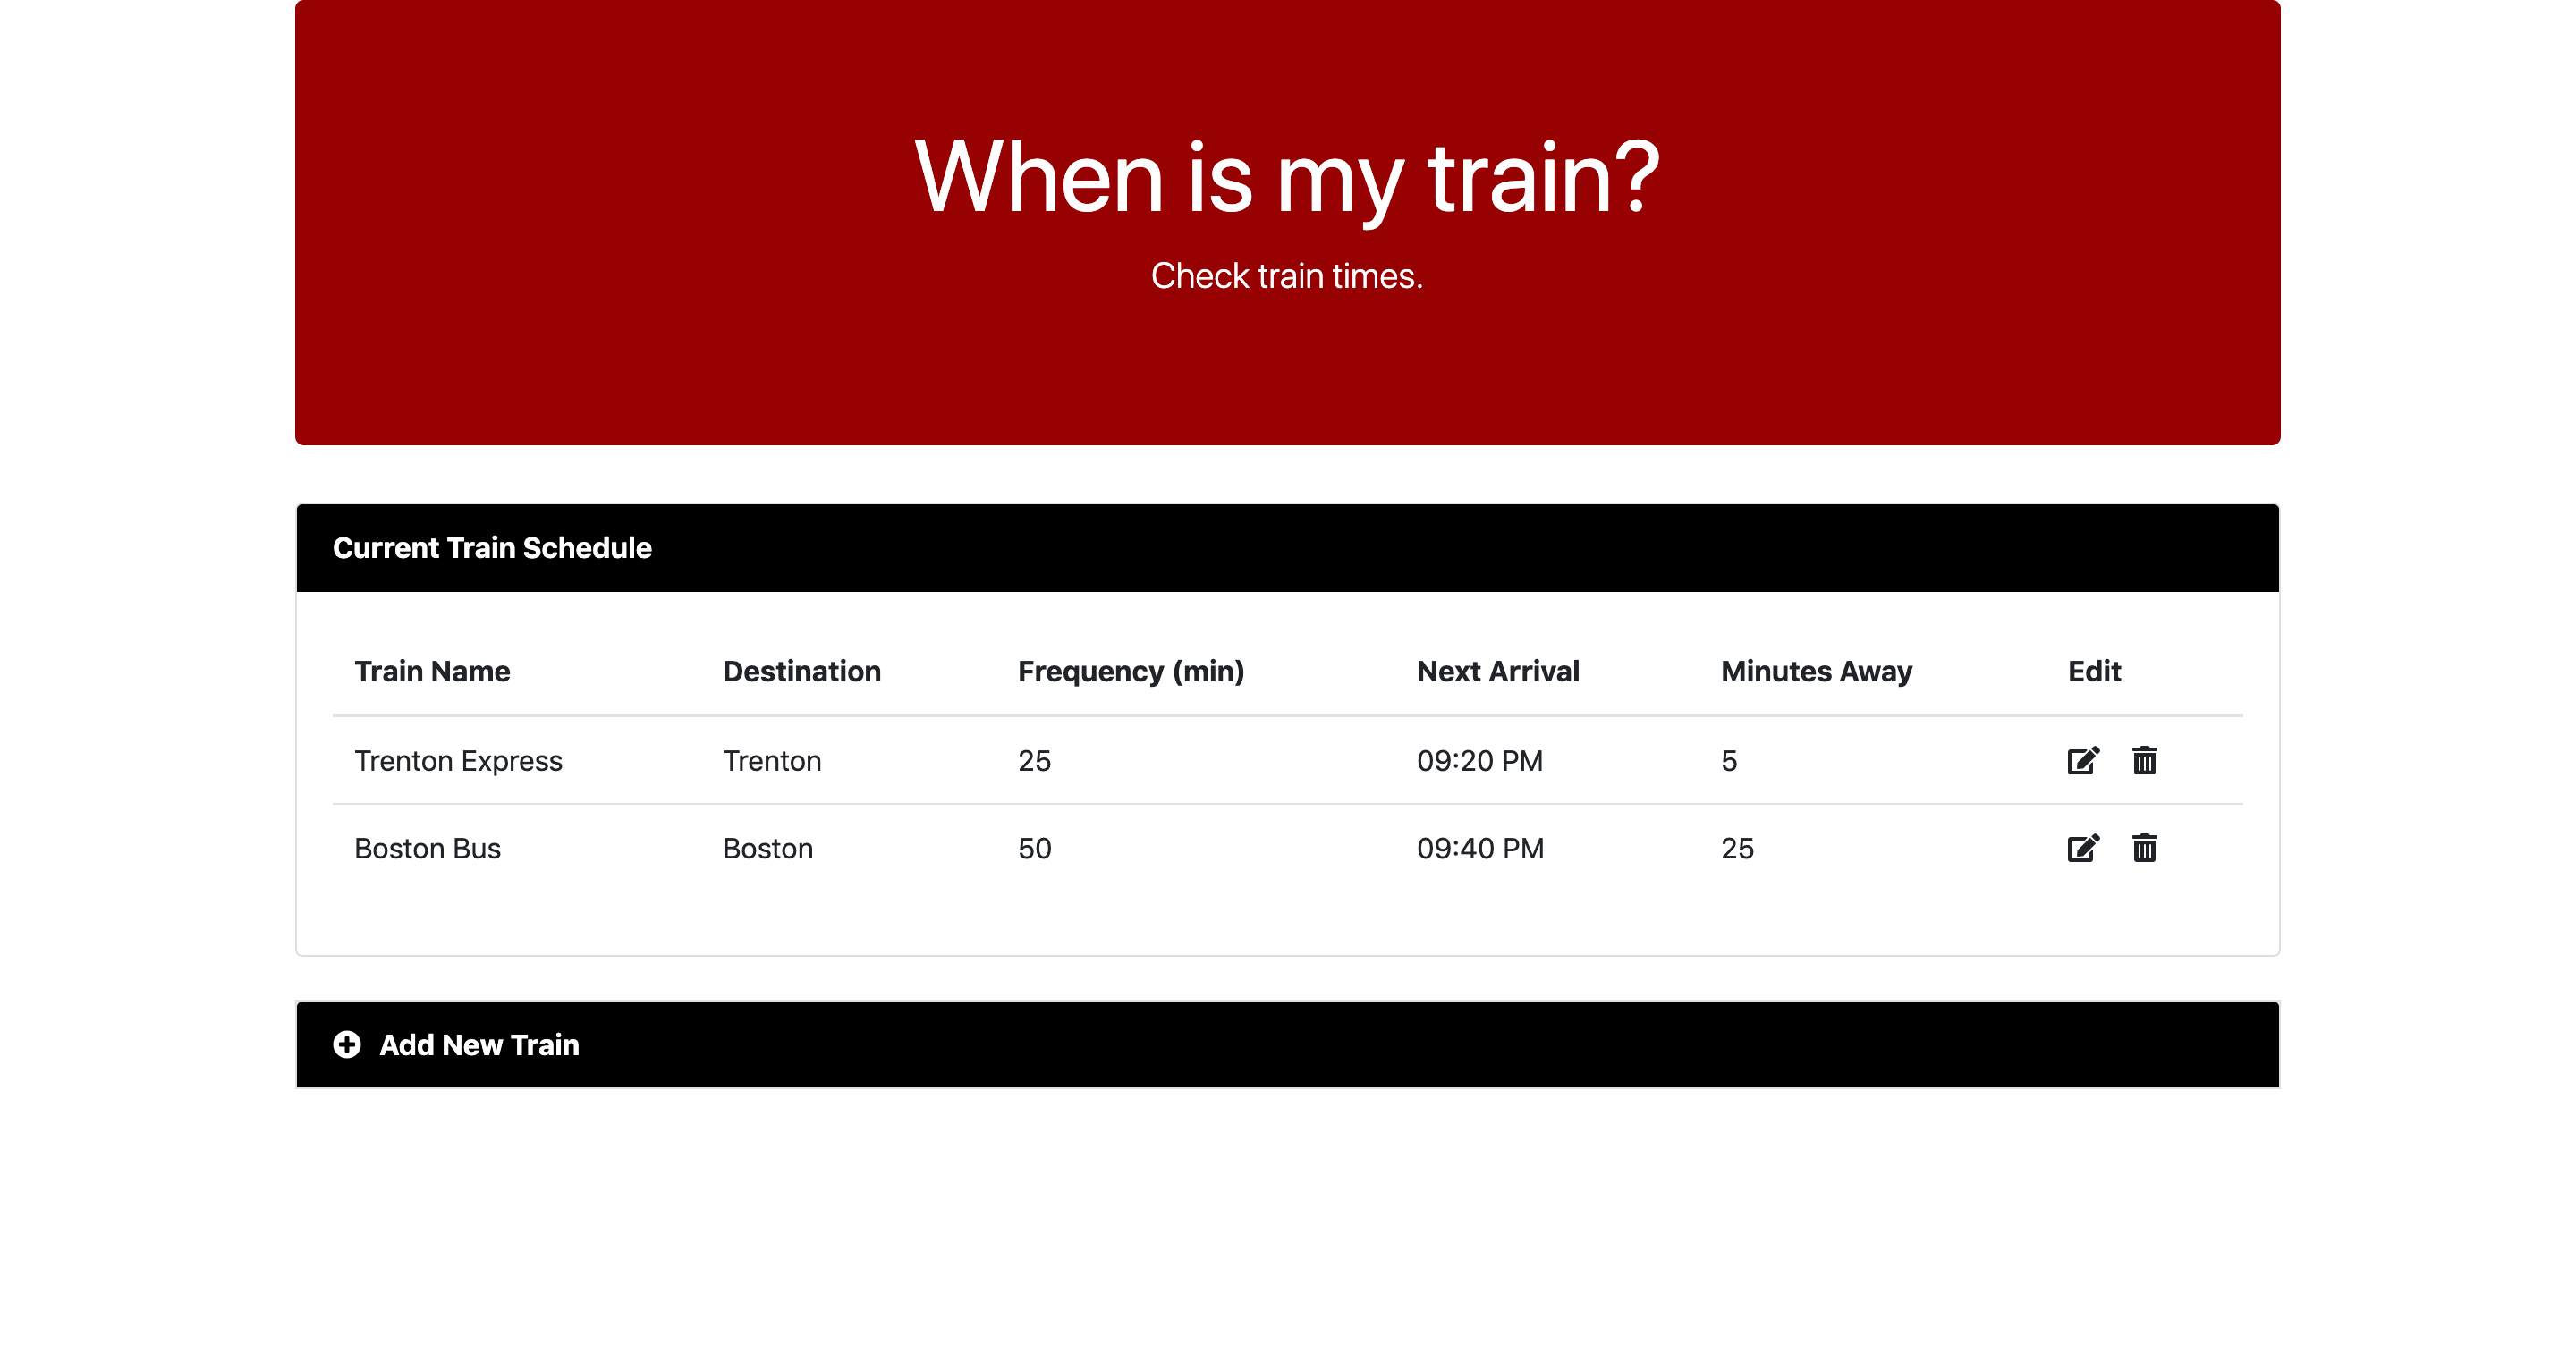 When is my train?
Check train times.
Current Train Schedule
Train Name Destination Frequency (min) Next Arrival Minutes Away Edit
Trenton Express Trenton 25 09:20 PM 5
Boston Bus Boston 50 09:40 PM 25
Add New Train